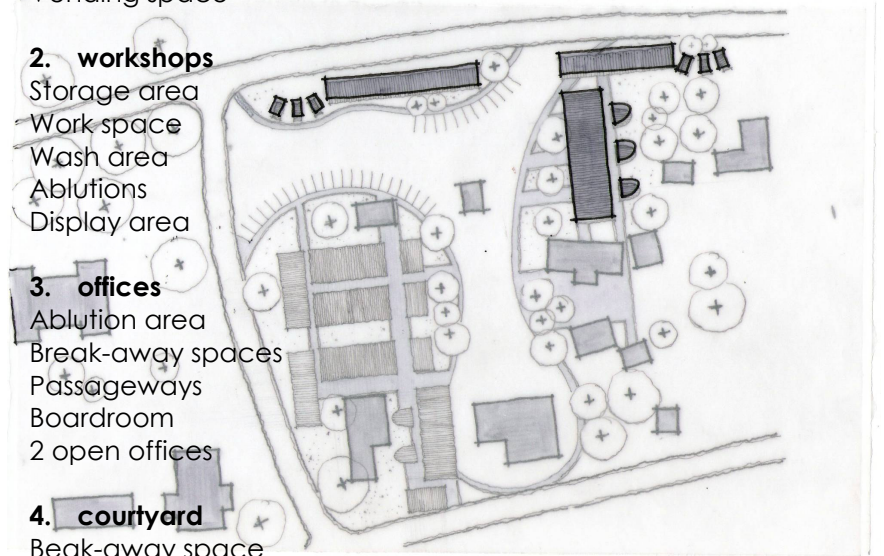 2. workshops
Storage area
Work space
Wash area
Ablutions
Display area
3. offices
Ablution area
Break-away spaces
Passageways
Boardroom
2 open offices
4. courtyard
Beak-away space